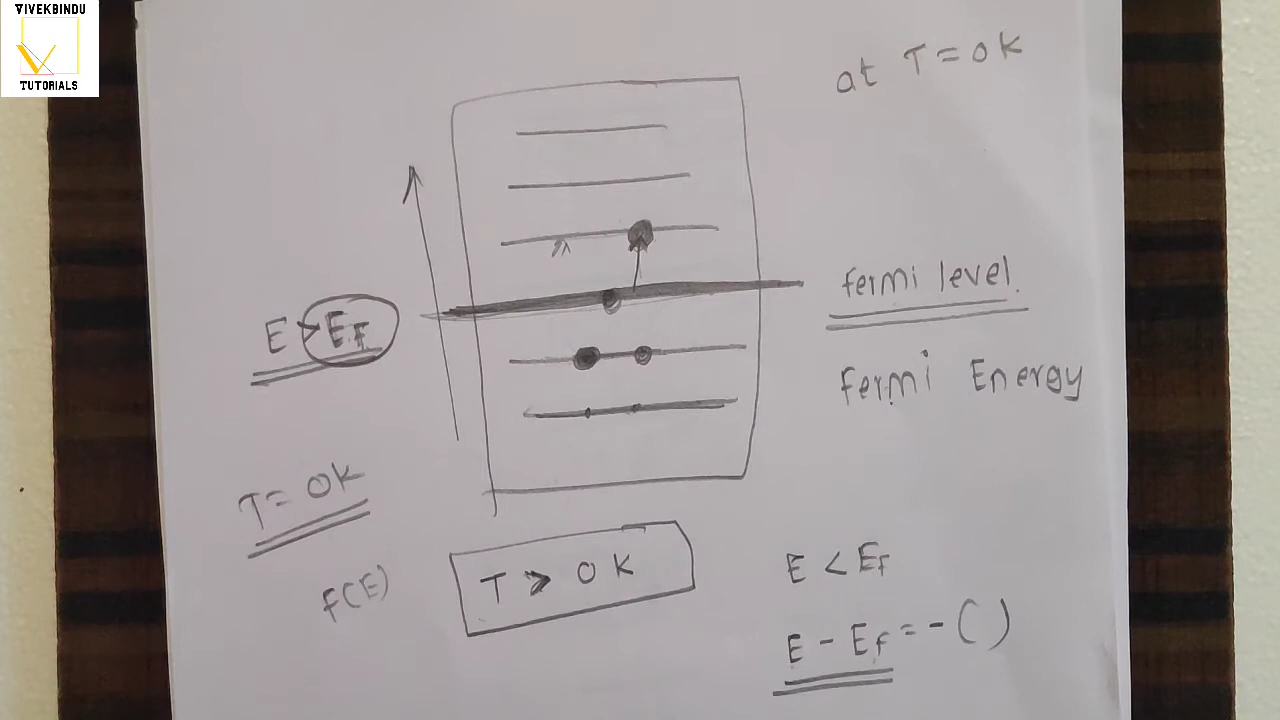 VIVEKBINDU
TUTORIALS
at T = 0 K
fermi level.
E > EF
Fermi Energy
T = 0K
F(E)
T > 0 K
E < EF
E - EF = - ( )